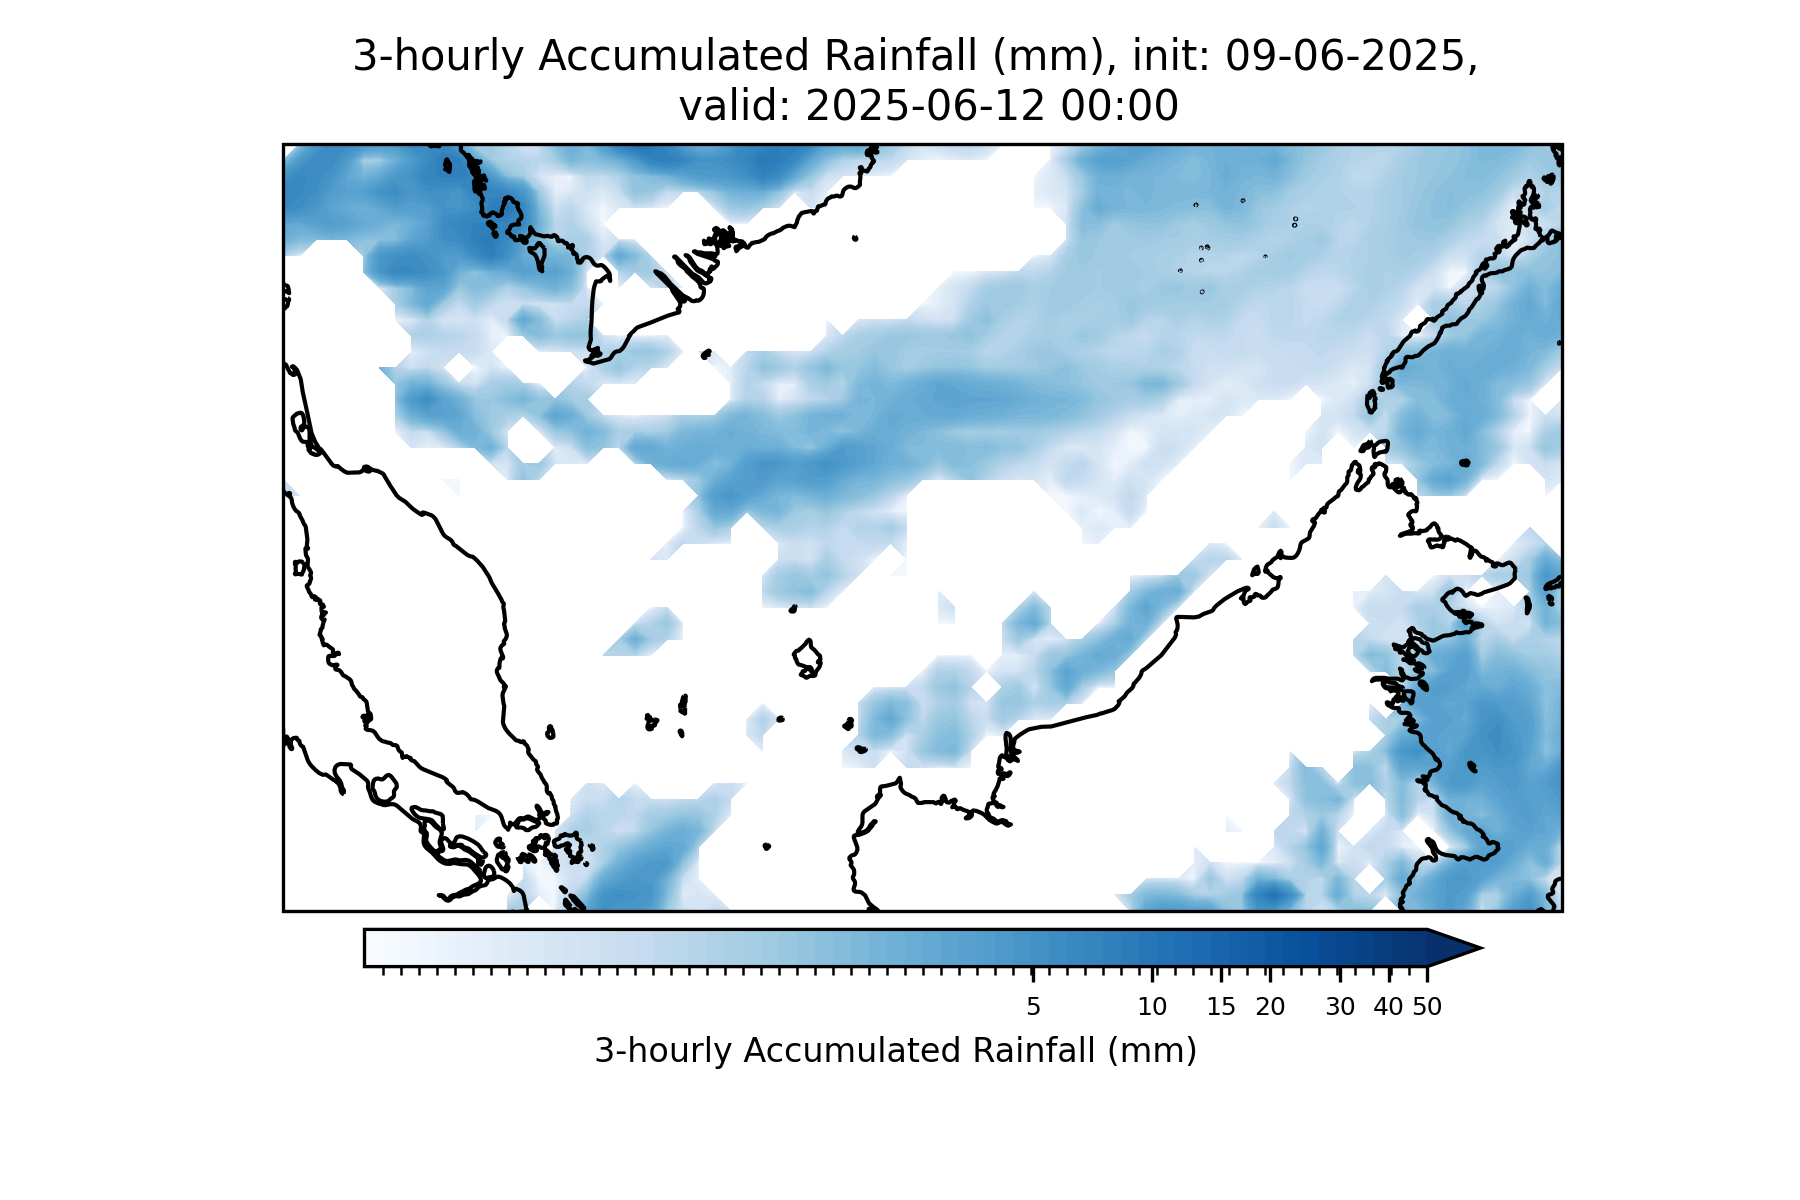 3-hourly Accumulated Rainfall (mm), init: 09-06-2025,
valid: 2025-06-12 00:00
5 10 15 20 30 40 50
3-hourly Accumulated Rainfall (mm)